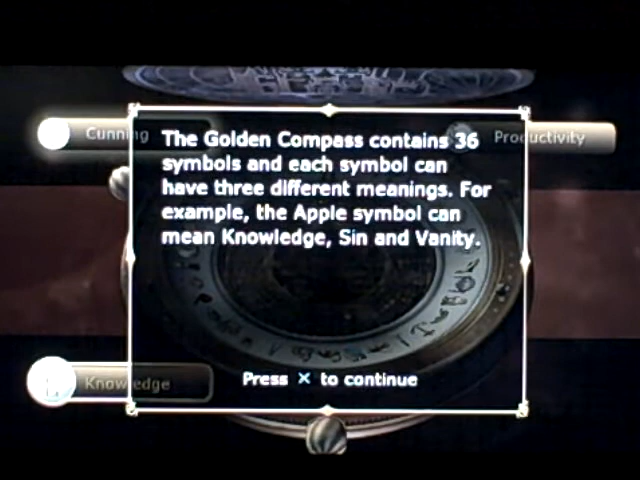 Cunning
Productivity
The Golden Compass contains 36
symbols and each symbol can
have three different meanings. For
example, the Apple symbol can
mean Knowledge, Sin and Vanity.
Knowledge
Press X to continue